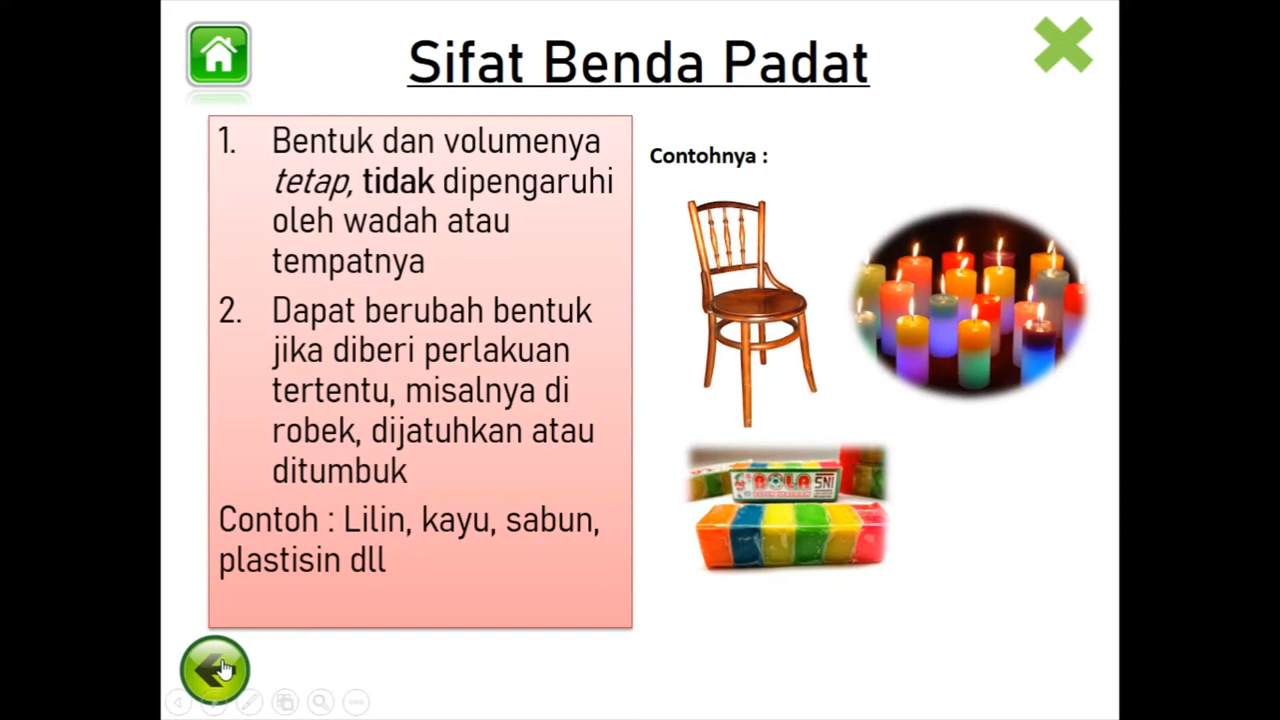 Sifat Benda Padat
1. Bentuk dan volumenya
tetap, tidak dipengaruhi
oleh wadah atau
tempatnya
2. Dapat berubah bentuk
jika diberi perlakuan
tertentu, misalnya di
robek, dijatuhkan atau
ditumbuk
Contoh : Lilin, kayu, sabun,
plastisin dll
Contohnya :
BOLA
SNI